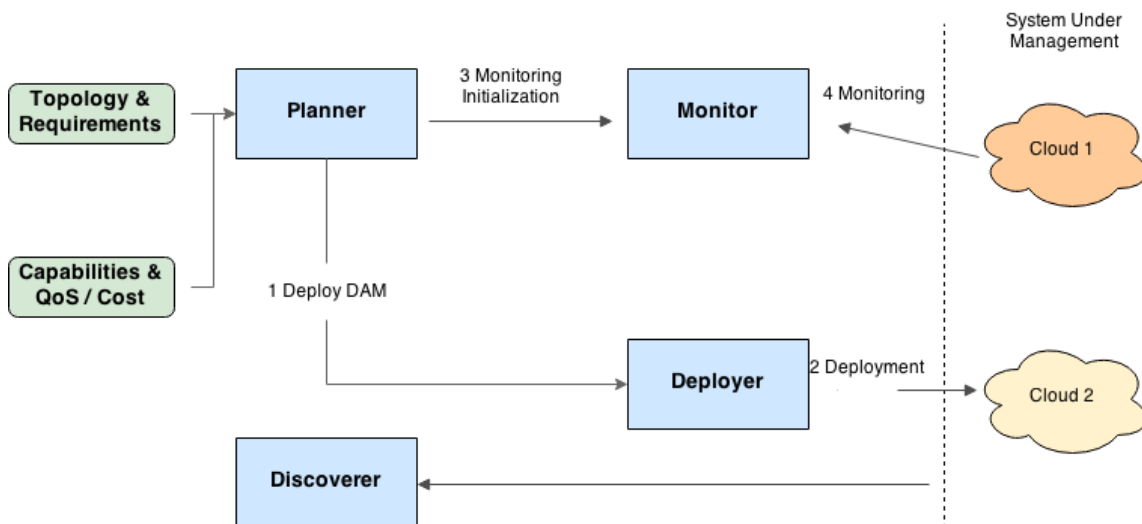 System Under
Management
Topology &
Requirements
Planner
3 Monitoring
Initialization
Monitor
4 Monitoring
Cloud 1
Capabilities &
QoS / Cost
1 Deploy DAM
Deployer
2 Deployment
Cloud 2
Discoverer